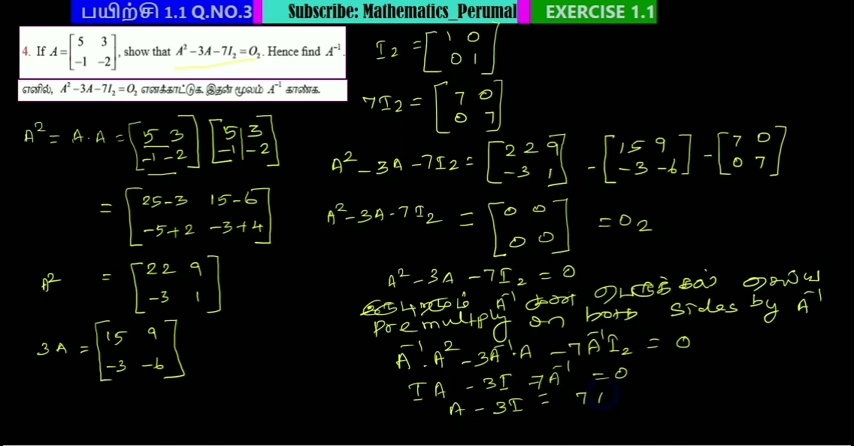 பயிற்சி 1.1 Q.NO.3
Subscribe: Mathematics_Perumal
EXERCISE 1.1
4. If A = [5 3; −1 −2], show that A² − 3A − 7I₂ = O₂. Hence find A⁻¹.
எனில், A² − 3A − 7I₂ = O₂ எனக்காட்டுக. இதன் மூலம் A⁻¹ காண்க.
A² = A.A = [5 3; −1 −2] [5 3; −1 −2]
= [25−3 15−6; −5+2 −3+4]
A² = [22 9; −3 1]
3A = [15 9; −3 −6]
I2 = [1 0; 0 1]
7I2 = [7 0; 0 7]
A² − 3A − 7I2 = [22 9; −3 1] − [15 9; −3 −6] − [7 0; 0 7]
A² − 3A − 7I2 = [0 0; 0 0] = O2
A² − 3A − 7I2 = 0
A⁻¹ செய்ய
Premultiply on both sides by A⁻¹
A⁻¹.A² − 3A⁻¹.A − 7A⁻¹I2 = 0
IA − 3I 7A⁻¹ = 0
A − 3I = 7